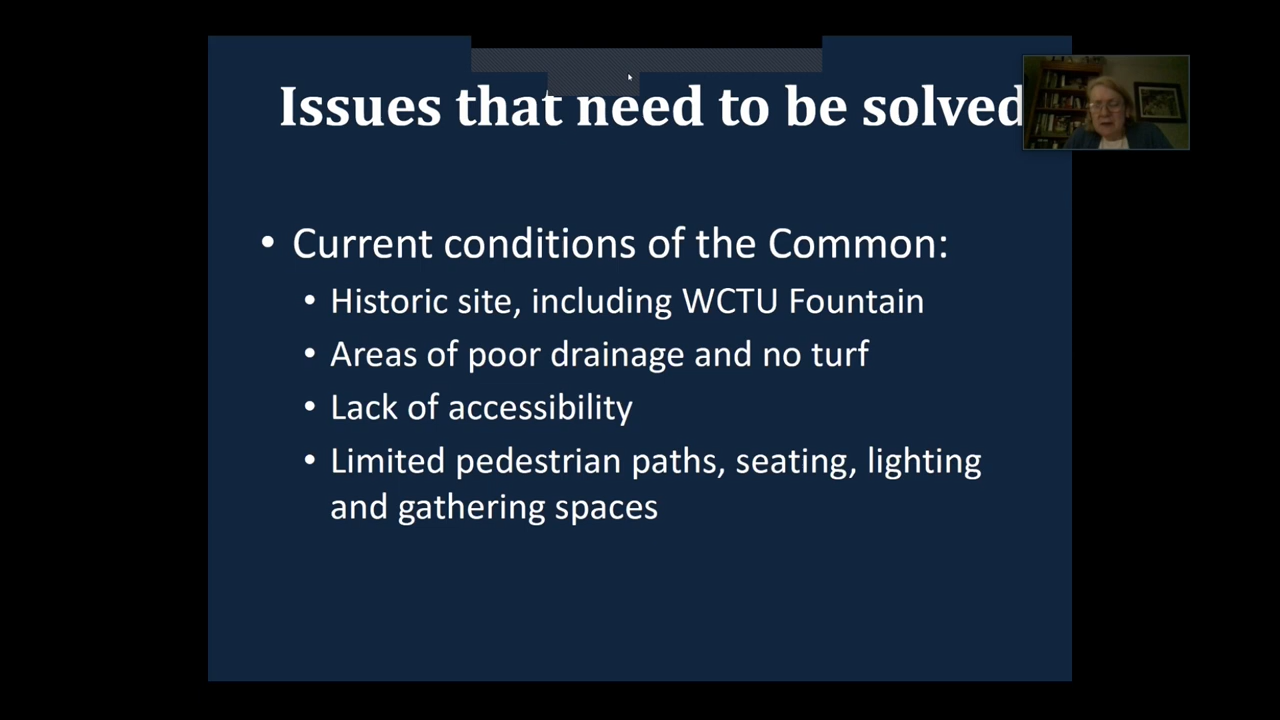 Issues that need to be solved
• Current conditions of the Common:
• Historic site, including WCTU Fountain
• Areas of poor drainage and no turf
• Lack of accessibility
• Limited pedestrian paths, seating, lighting
and gathering spaces